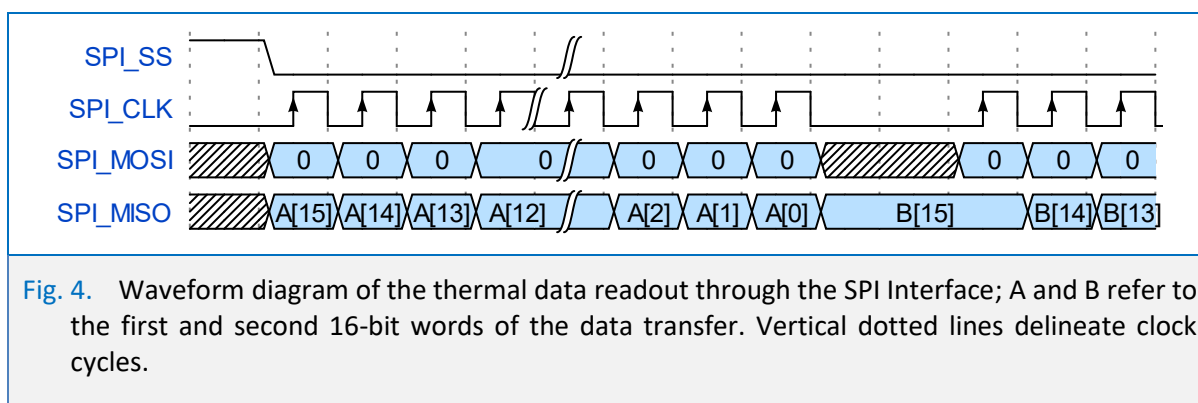 SPI_SS
SPI_CLK
SPI_MOSI 0 0 0 0 0 0 0 0 0 0
SPI_MISO A[15] A[14] A[13] A[12] A[2] A[1] A[0] B[15] B[14] B[13]
Fig. 4. Waveform diagram of the thermal data readout through the SPI Interface; A and B refer to
the first and second 16-bit words of the data transfer. Vertical dotted lines delineate clock
cycles.